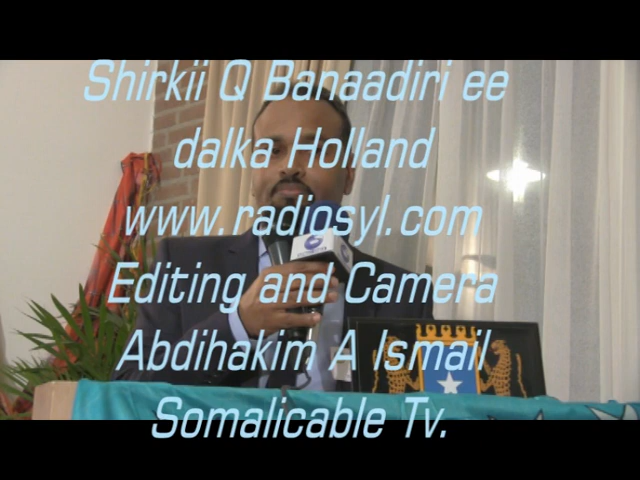 Shirkii Q Banaadiri ee
dalka Holland
www.radiosyl.com
Editing and Camera
Abdihakim A Ismail
Somalicable Tv.